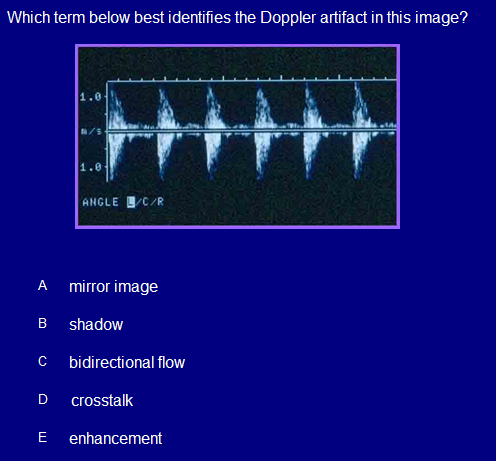 Which term below best identifies the Doppler artifact in this image?
1.0
m/s
1.0
ANGLE L/C/R
A mirror image
B shadow
C bidirectional flow
D crosstalk
E enhancement